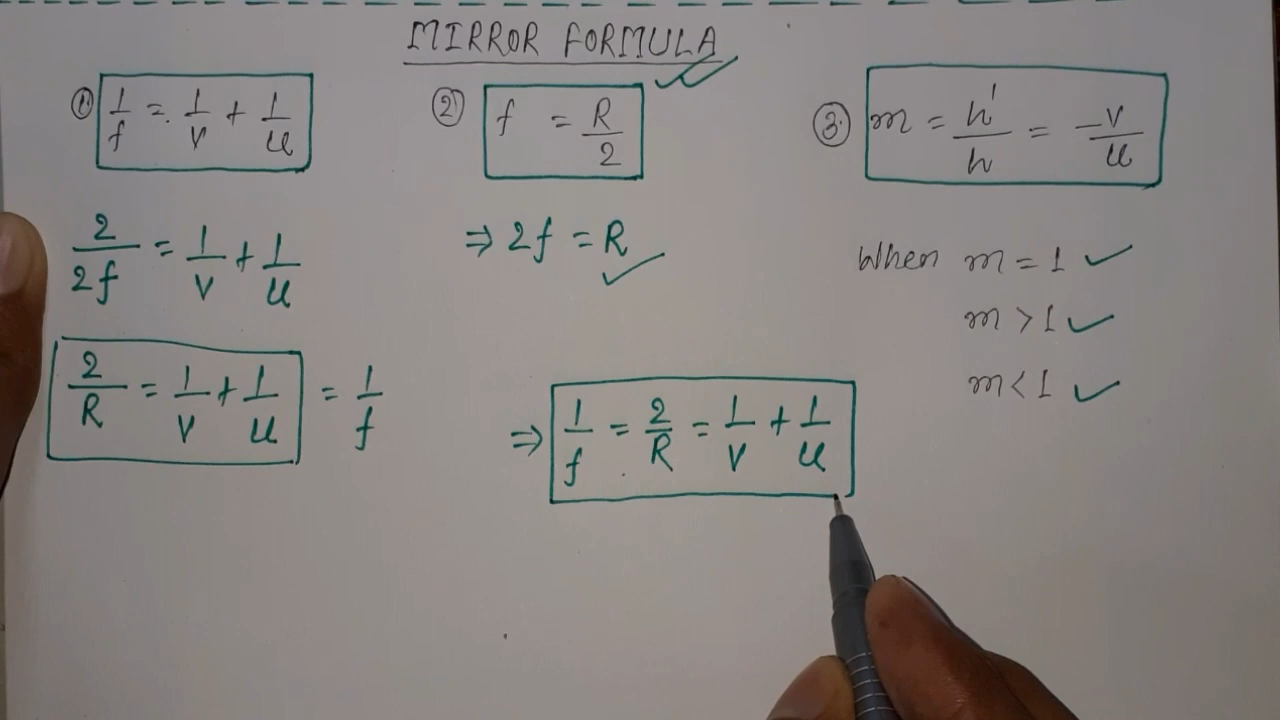 MIRROR FORMULA
① 1/f = 1/v + 1/u
② f = R/2
③ m = h'/h = -v/u
2/2f = 1/v + 1/u
⇒ 2f = R ✓
When m = 1 ✓
m > 1 ✓
m < 1 ✓
2/R = 1/v + 1/u = 1/f
⇒ 1/f = 2/R = 1/v + 1/u